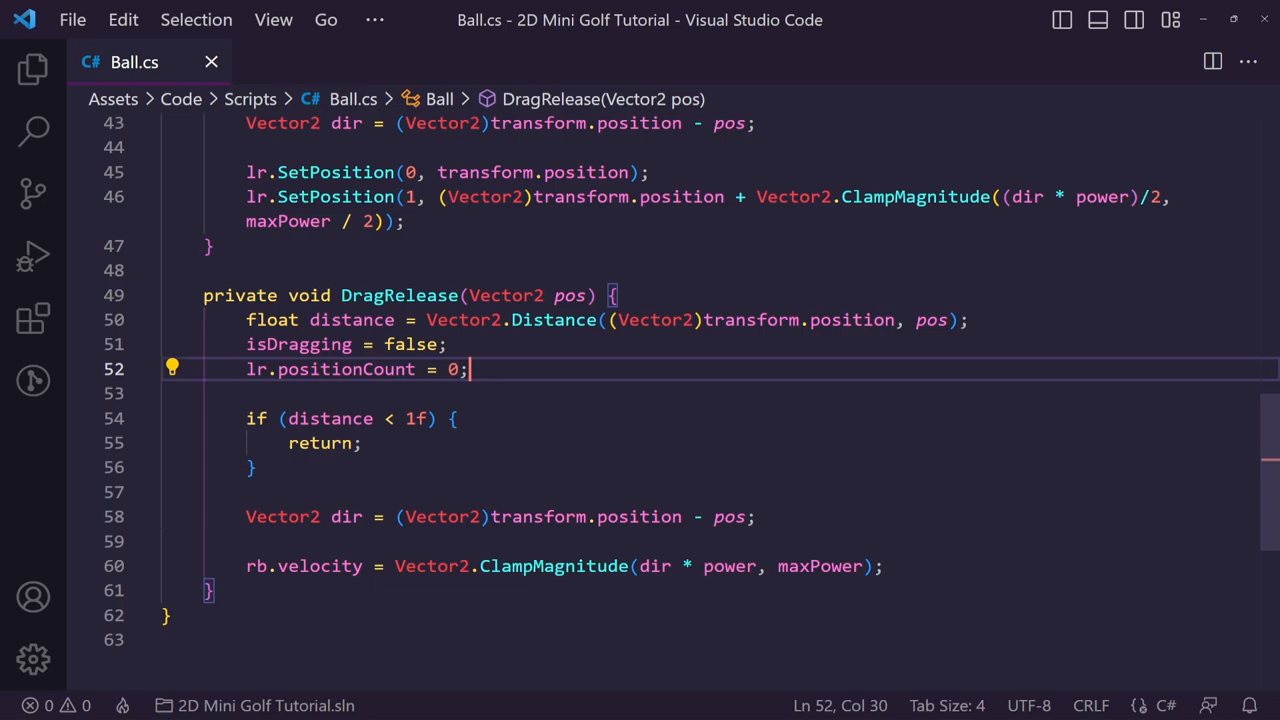 File Edit Selection View Go ··· Ball.cs - 2D Mini Golf Tutorial - Visual Studio Code
C# Ball.cs
Assets > Code > Scripts > C# Ball.cs > Ball > DragRelease(Vector2 pos)
43 Vector2 dir = (Vector2)transform.position - pos;
44
45 lr.SetPosition(0, transform.position);
46 lr.SetPosition(1, (Vector2)transform.position + Vector2.ClampMagnitude((dir * power)/2,
maxPower / 2));
47 }
48
49 private void DragRelease(Vector2 pos) {
50 float distance = Vector2.Distance((Vector2)transform.position, pos);
51 isDragging = false;
52 lr.positionCount = 0;
53
54 if (distance < 1f) {
55 return;
56 }
57
58 Vector2 dir = (Vector2)transform.position - pos;
59
60 rb.velocity = Vector2.ClampMagnitude(dir * power, maxPower);
61 }
62 }
63
0 0 2D Mini Golf Tutorial.sln Ln 52, Col 30 Tab Size: 4 UTF-8 CRLF {} C#